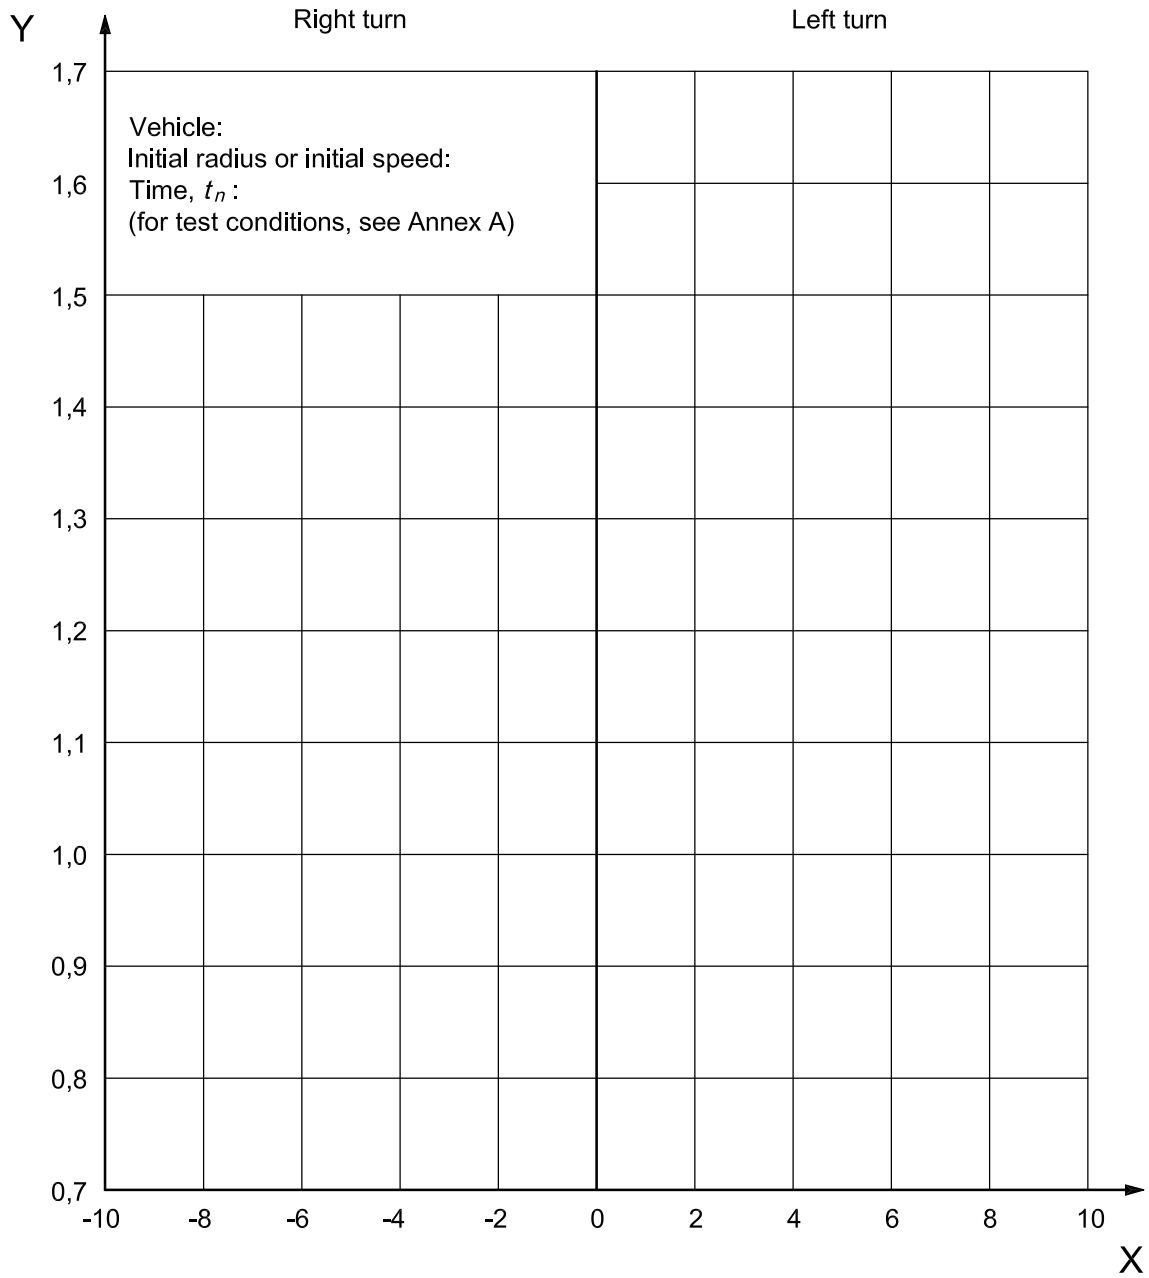 Y
Right turn
Left turn
1,7
Vehicle:
Initial radius or initial speed:
1,6
Time, tn :
(for test conditions, see Annex A)
1,5
1,4
1,3
1,2
1,1
1,0
0,9
0,8
0,7
-10 -8 -6 -4 -2 0 2 4 6 8 10
X